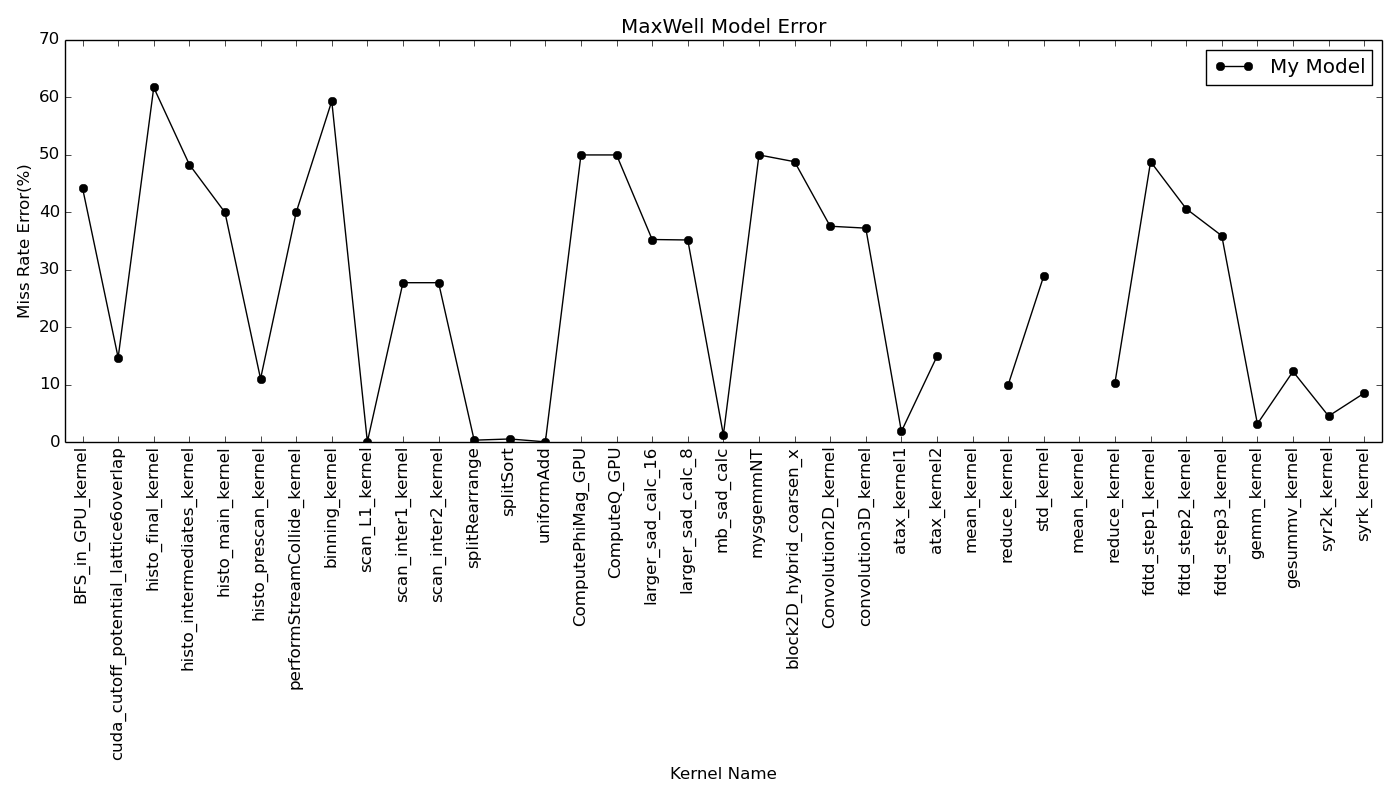 MaxWell Model Error
My Model
Miss Rate Error(%)
70
60
50
40
30
20
10
0
BFS_in_GPU_kernel
cuda_cutoff_potential_lattice6overlap
histo_final_kernel
histo_intermediates_kernel
histo_main_kernel
histo_prescan_kernel
performStreamCollide_kernel
binning_kernel
scan_L1_kernel
scan_inter1_kernel
scan_inter2_kernel
splitRearrange
splitSort
uniformAdd
ComputePhiMag_GPU
ComputeQ_GPU
larger_sad_calc_16
larger_sad_calc_8
mb_sad_calc
mysgemmNT
block2D_hybrid_coarsen_x
Convolution2D_kernel
convolution3D_kernel
atax_kernel1
atax_kernel2
mean_kernel
reduce_kernel
std_kernel
mean_kernel
reduce_kernel
fdtd_step1_kernel
fdtd_step2_kernel
fdtd_step3_kernel
gemm_kernel
gesummv_kernel
syr2k_kernel
syrk_kernel
Kernel Name